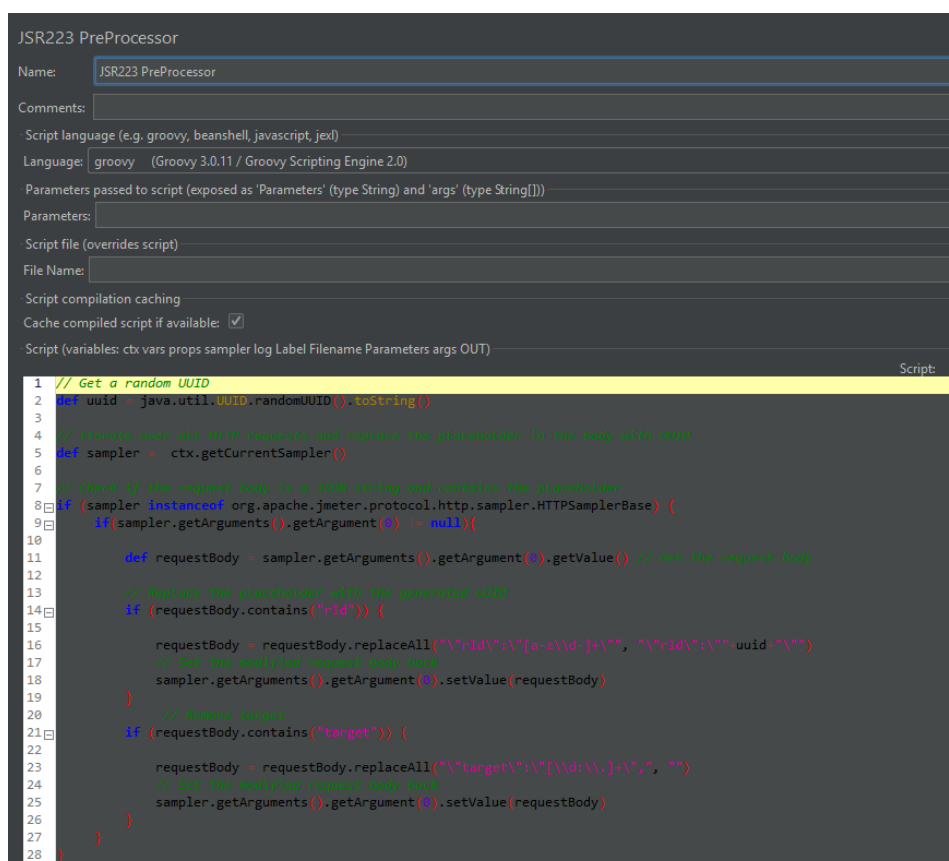 JSR223 PreProcessor
Name: JSR223 PreProcessor
Comments:
Script language (e.g. groovy, beanshell, javascript, jexl)
Language: groovy (Groovy 3.0.11 / Groovy Scripting Engine 2.0)
Parameters passed to script (exposed as 'Parameters' (type String) and 'args' (type String[]))
Parameters:
Script file (overrides script)
File Name:
Script compilation caching
Cache compiled script if available:
Script (variables: ctx vars props sampler log Label Filename Parameters args OUT)
Script:
1 // Get a random UUID
2 def uuid = java.util.UUID.randomUUID().toString()
3
4 // Iterate over all HTTP requests and replace the placeholder in the body with UUID
5 def sampler = ctx.getCurrentSampler()
6
7 // Check if the request body is a JSON string and contains the placeholder
8 if (sampler instanceof org.apache.jmeter.protocol.http.sampler.HTTPSamplerBase) {
9 if(sampler.getArguments().getArgument(0) != null){
10
11 def requestBody = sampler.getArguments().getArgument(0).getValue() // Get the request body
12
13 // Replace the placeholder with the generated UUID
14 if (requestBody.contains("rId")) {
15
16 requestBody = requestBody.replaceAll("\"rId\":\"[a-z\\d-]+\"", "\"rId\":\"" uuid "\"")
17 // Set the modified request body back
18 sampler.getArguments().getArgument(0).setValue(requestBody)
19 }
20 // Remove target
21 if (requestBody.contains("target")) {
22
23 requestBody = requestBody.replaceAll("\"target\":\"[\\d:\\.]+\",", "")
24 // Set the modified request body back
25 sampler.getArguments().getArgument(0).setValue(requestBody)
26 }
27 }
28 }